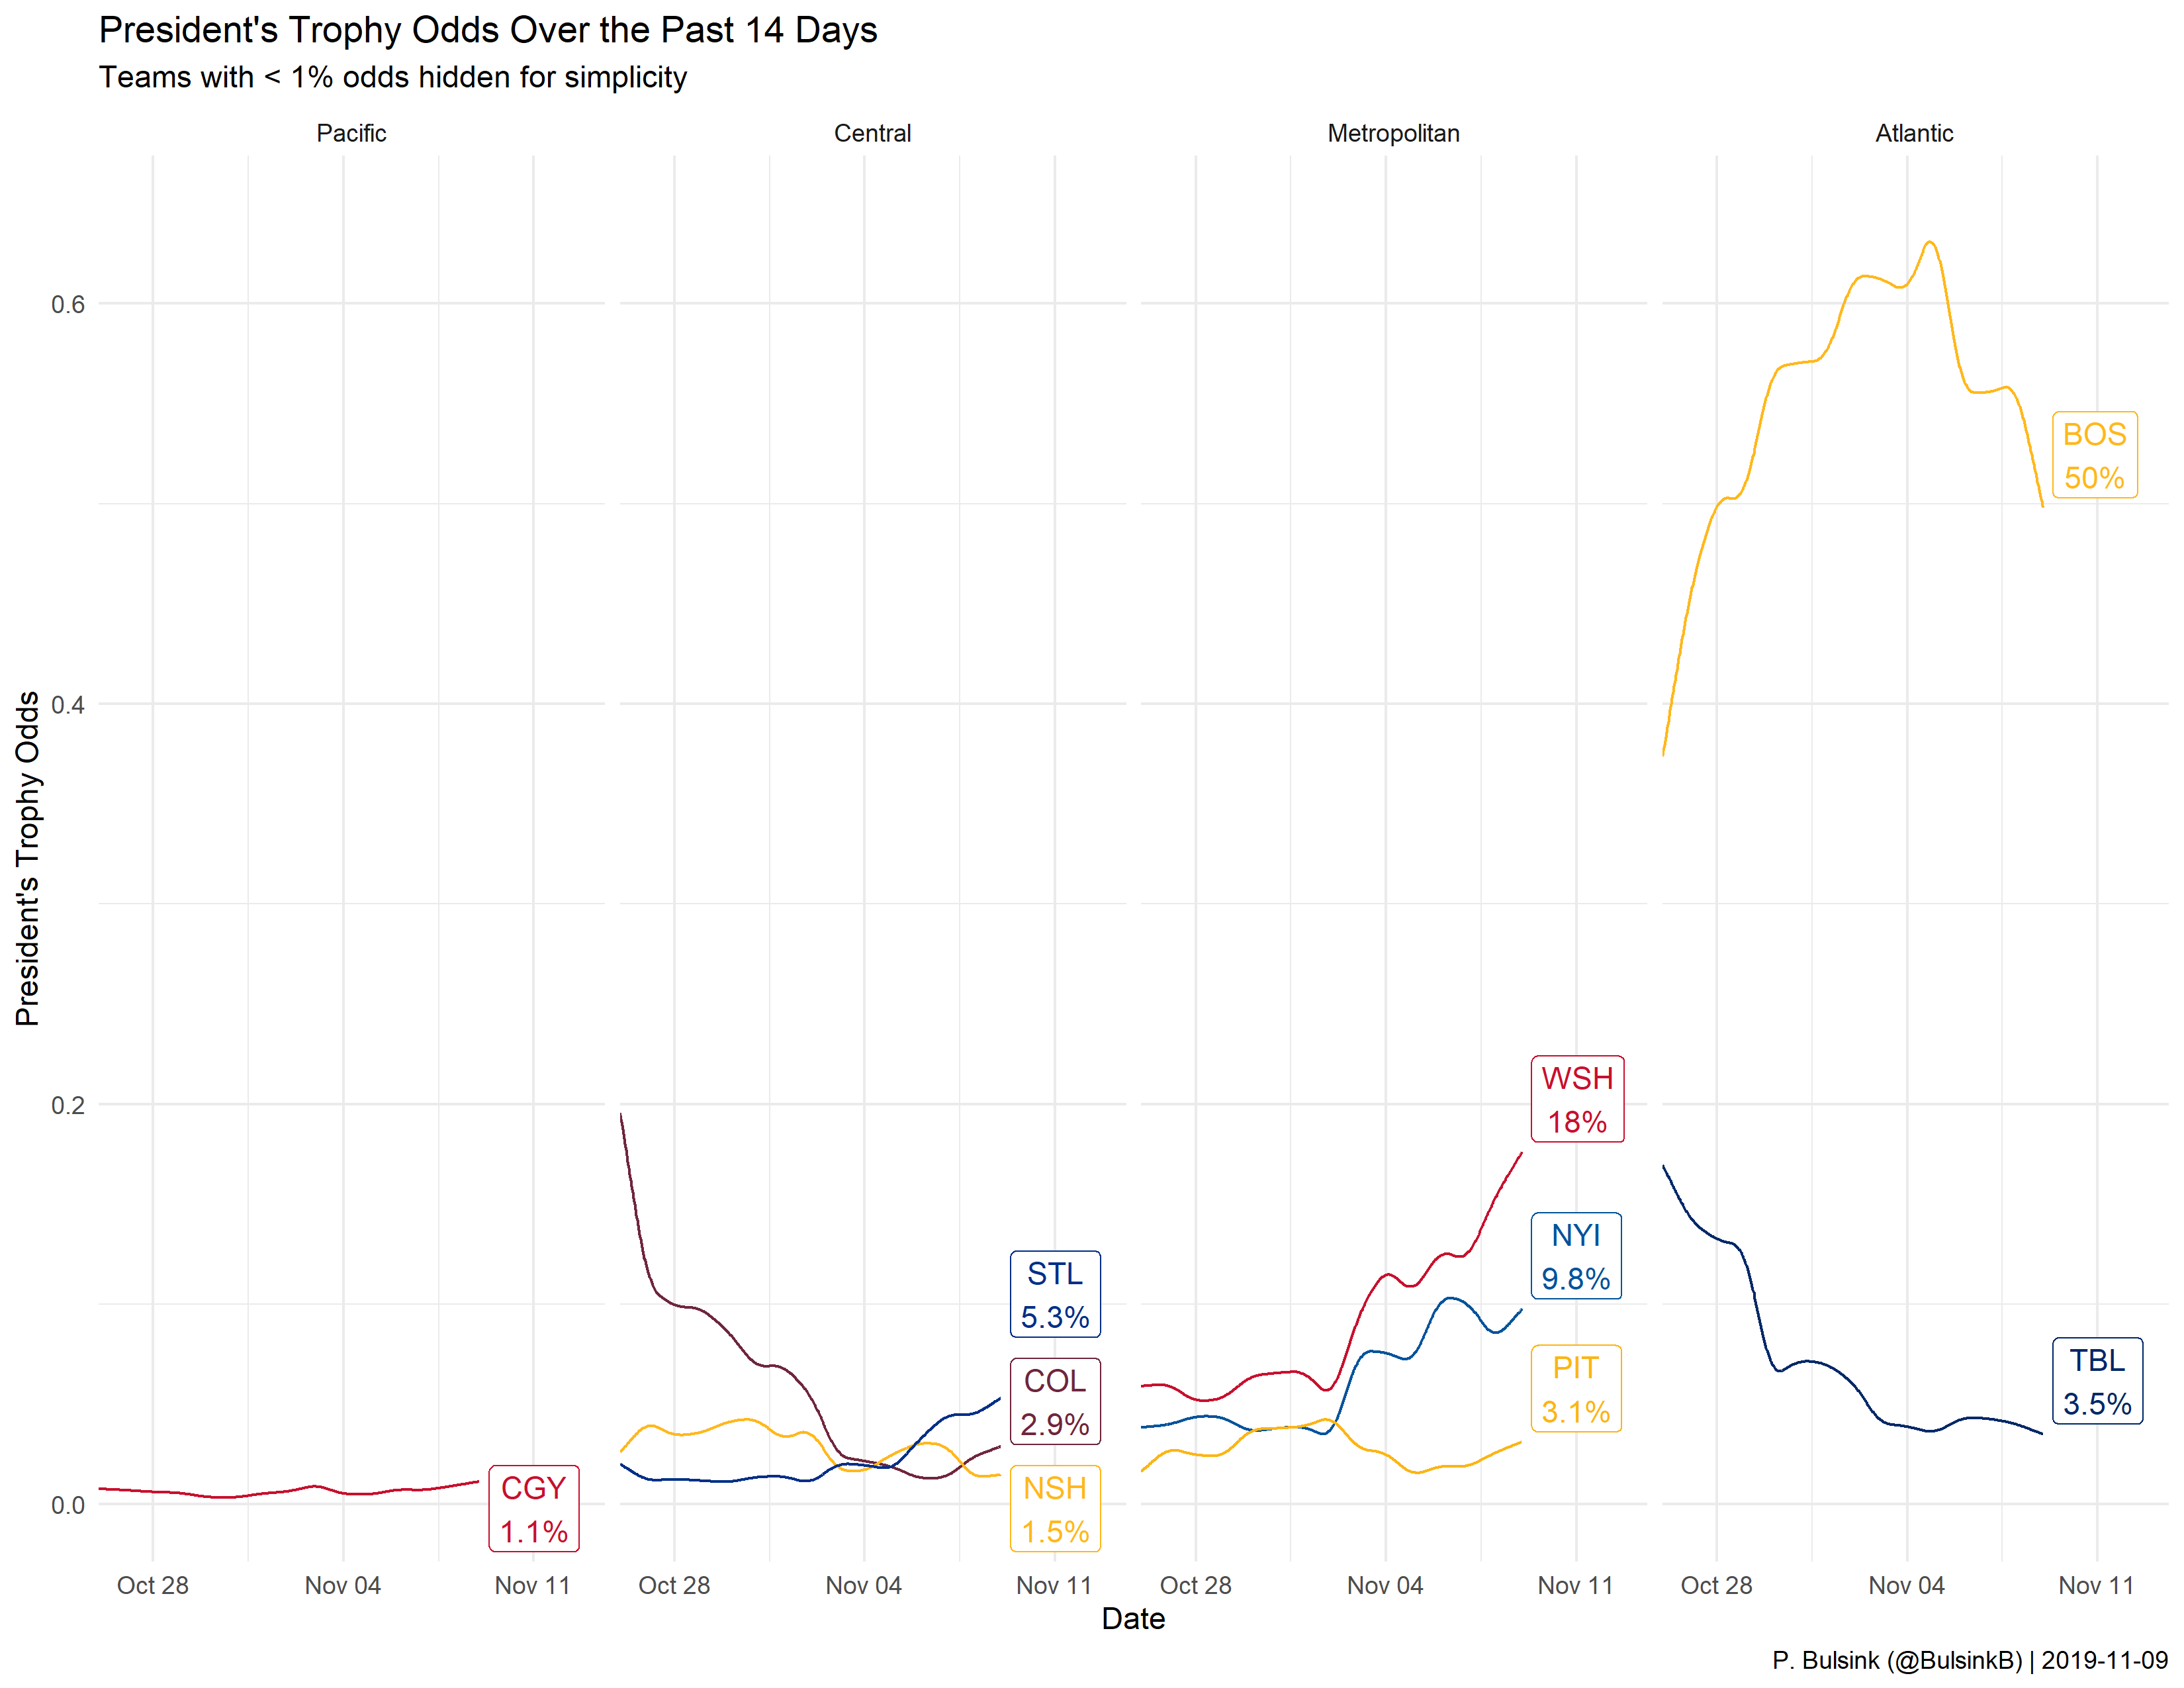 President's Trophy Odds Over the Past 14 Days
Teams with < 1% odds hidden for simplicity
Pacific
Central
Metropolitan
Atlantic
President's Trophy Odds
0.6
0.4
0.2
0.0
CGY
1.1%
STL
5.3%
COL
2.9%
NSH
1.5%
WSH
18%
NYI
9.8%
PIT
3.1%
BOS
50%
TBL
3.5%
Oct 28 Nov 04 Nov 11 Oct 28 Nov 04 Nov 11 Oct 28 Nov 04 Nov 11 Oct 28 Nov 04 Nov 11
Date
P. Bulsink (@BulsinkB) | 2019-11-09